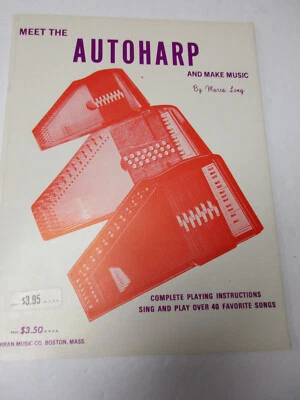 MEET THE
AUTOHARP
AND MAKE MUSIC
By Maria Long
COMPLETE PLAYING INSTRUCTIONS
SING AND PLAY OVER 40 FAVORITE SONGS
$3.95
$3.50
MUSIC CO. BOSTON, MASS.